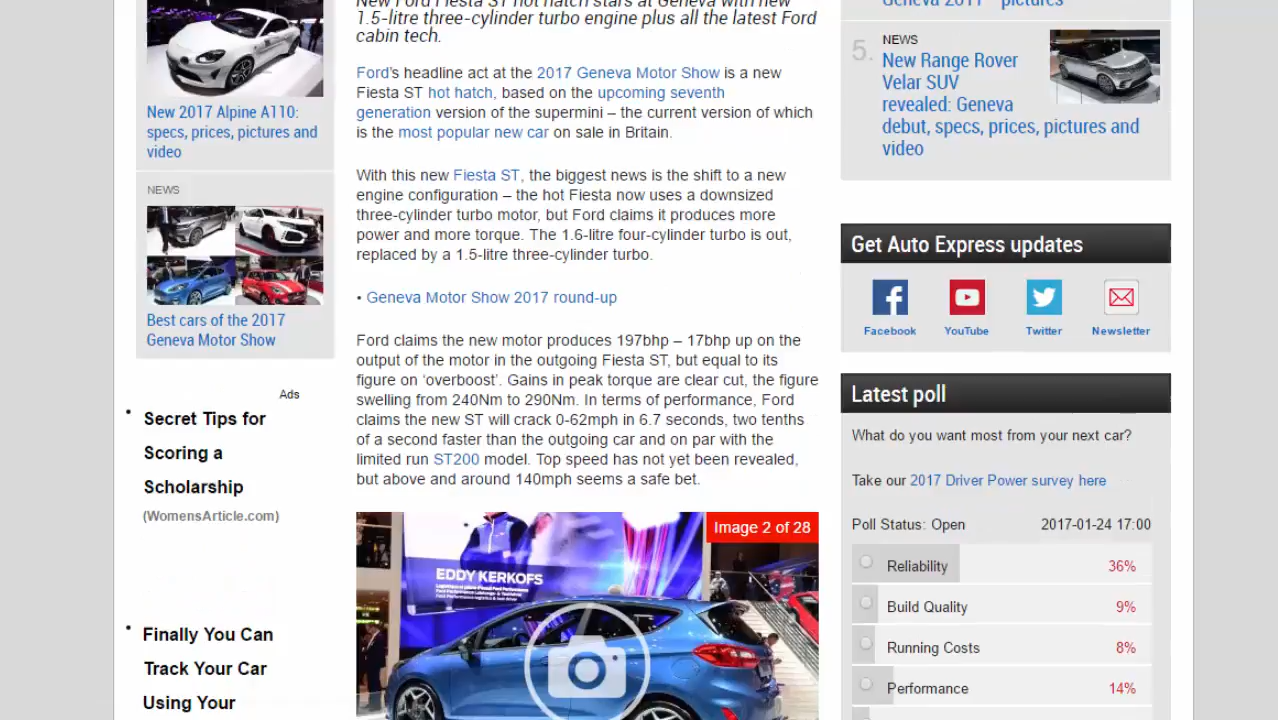 New 2017 Alpine A110:
specs, prices, pictures and
video
NEWS
Best cars of the 2017
Geneva Motor Show
Ads
• Secret Tips for
Scoring a
Scholarship
(WomensArticle.com)
• Finally You Can
Track Your Car
Using Your
New Ford Fiesta ST hot hatch stars at Geneva with new
1.5-litre three-cylinder turbo engine plus all the latest Ford
cabin tech.
Ford's headline act at the 2017 Geneva Motor Show is a new
Fiesta ST hot hatch, based on the upcoming seventh
generation version of the supermini – the current version of which
is the most popular new car on sale in Britain.
With this new Fiesta ST, the biggest news is the shift to a new
engine configuration – the hot Fiesta now uses a downsized
three-cylinder turbo motor, but Ford claims it produces more
power and more torque. The 1.6-litre four-cylinder turbo is out,
replaced by a 1.5-litre three-cylinder turbo.
• Geneva Motor Show 2017 round-up
Ford claims the new motor produces 197bhp – 17bhp up on the
output of the motor in the outgoing Fiesta ST, but equal to its
figure on ‘overboost’. Gains in peak torque are clear cut, the figure
swelling from 240Nm to 290Nm. In terms of performance, Ford
claims the new ST will crack 0-62mph in 6.7 seconds, two tenths
of a second faster than the outgoing car and on par with the
limited run ST200 model. Top speed has not yet been revealed,
but above and around 140mph seems a safe bet.
Image 2 of 28
EDDY KERKOFS
Geneva 2017 - pictures
5. NEWS
New Range Rover
Velar SUV
revealed: Geneva
debut, specs, prices, pictures and
video
Get Auto Express updates
Facebook YouTube Twitter Newsletter
Latest poll
What do you want most from your next car?
Take our 2017 Driver Power survey here
Poll Status: Open 2017-01-24 17:00
Reliability 36%
Build Quality 9%
Running Costs 8%
Performance 14%